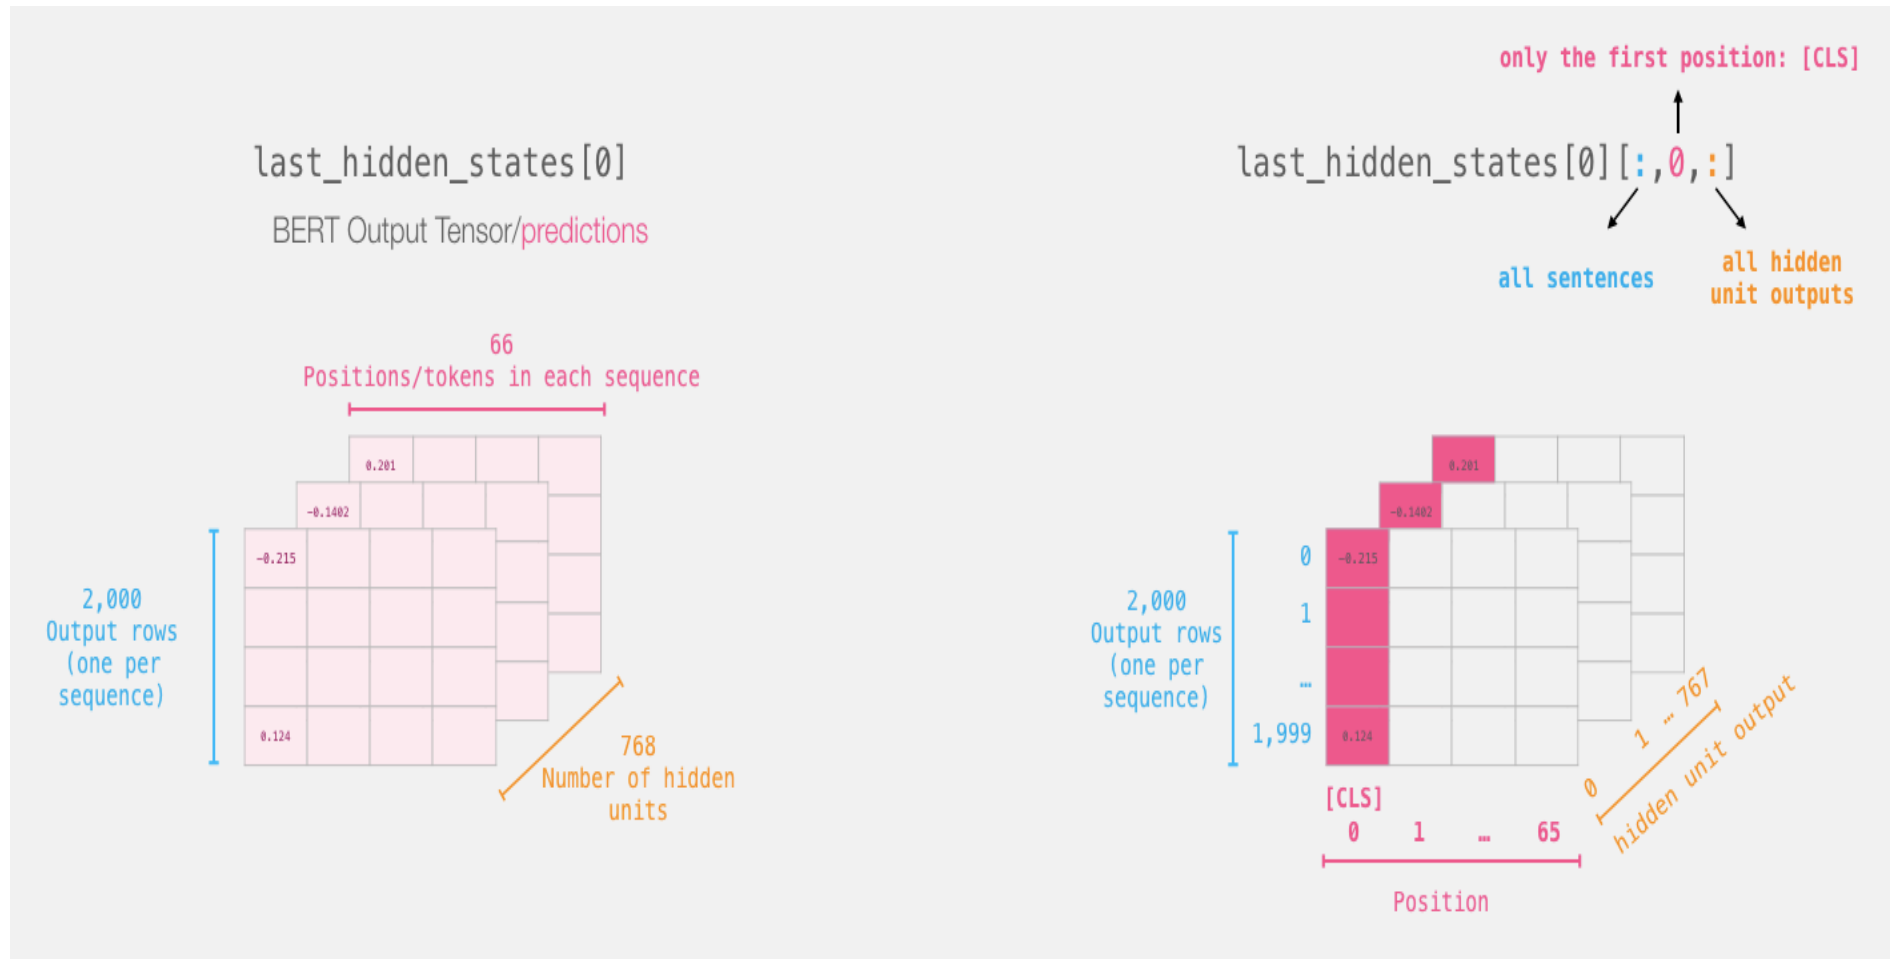 last_hidden_states[0]
BERT Output Tensor/predictions
66
Positions/tokens in each sequence
0.201
-0.1402
-0.215
0.124
2,000
Output rows
(one per
sequence)
768
Number of hidden
units
only the first position: [CLS]
last_hidden_states[0][:,0,:]
all sentences
all hidden
unit outputs
0.201
-0.1402
-0.215
0.124
2,000
Output rows
(one per
sequence)
0
1
…
1,999
[CLS]
0 1 … 65
Position
0 1 … 767
hidden unit output